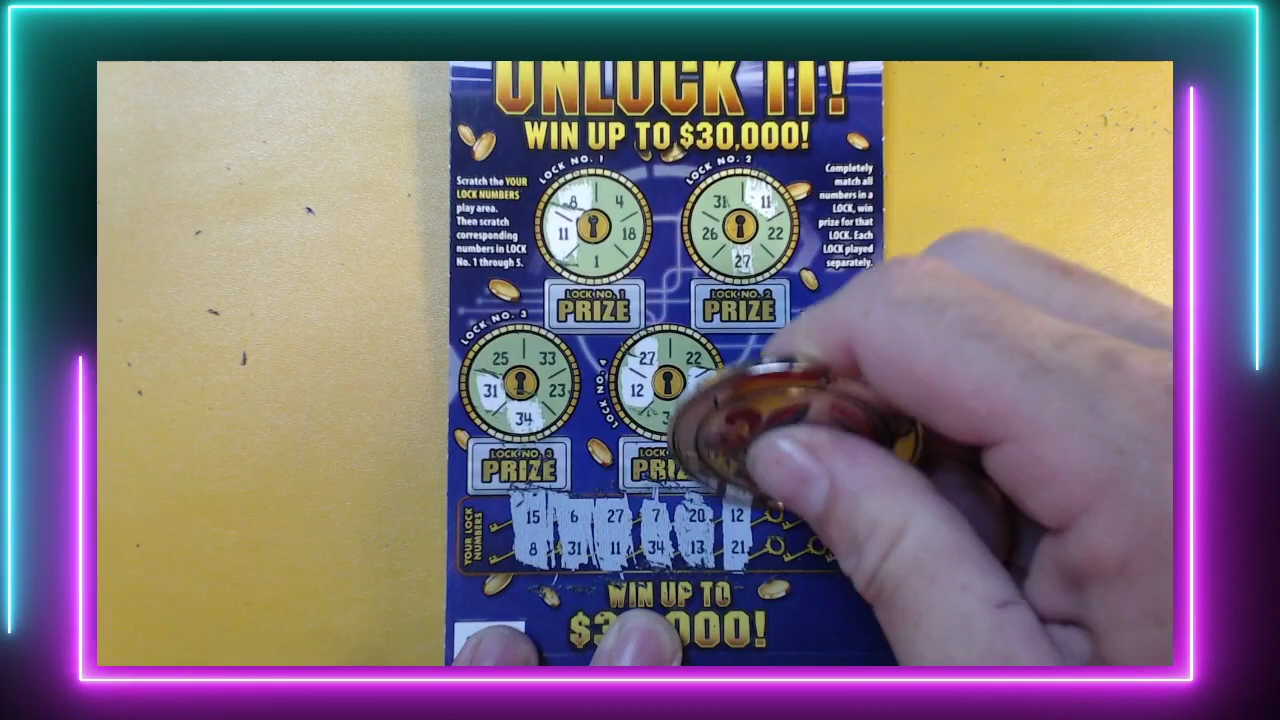 UNLOCK IT!
WIN UP TO $30,000!
LOCK NO. 1
LOCK NO. 2
Scratch the YOUR
LOCK NUMBERS
play area.
Then scratch
corresponding
numbers in LOCK
No. 1 through 5.
8 4
11 18
1
31 11
26 22
27
Completely
match all
numbers in a
LOCK, win
prize for that
LOCK. Each
LOCK played
separately.
LOCK NO. 1
PRIZE
LOCK NO. 2
PRIZE
LOCK NO. 3
LOCK NO. 4
25 33
31 23
34
27 22
12
LOCK NO. 3
PRIZE
LOCK NO.
YOUR LOCK
NUMBERS
15 6 27 7 20 12
8 31 11 34 13 21
WIN UP TO